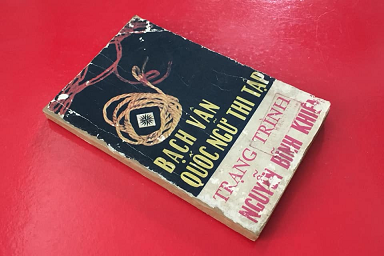 BẠCH VÂN
QUỐC NGỮ THI TẬP
TRẠNG TRÌNH
NGUYỄN BỈNH KHIÊM